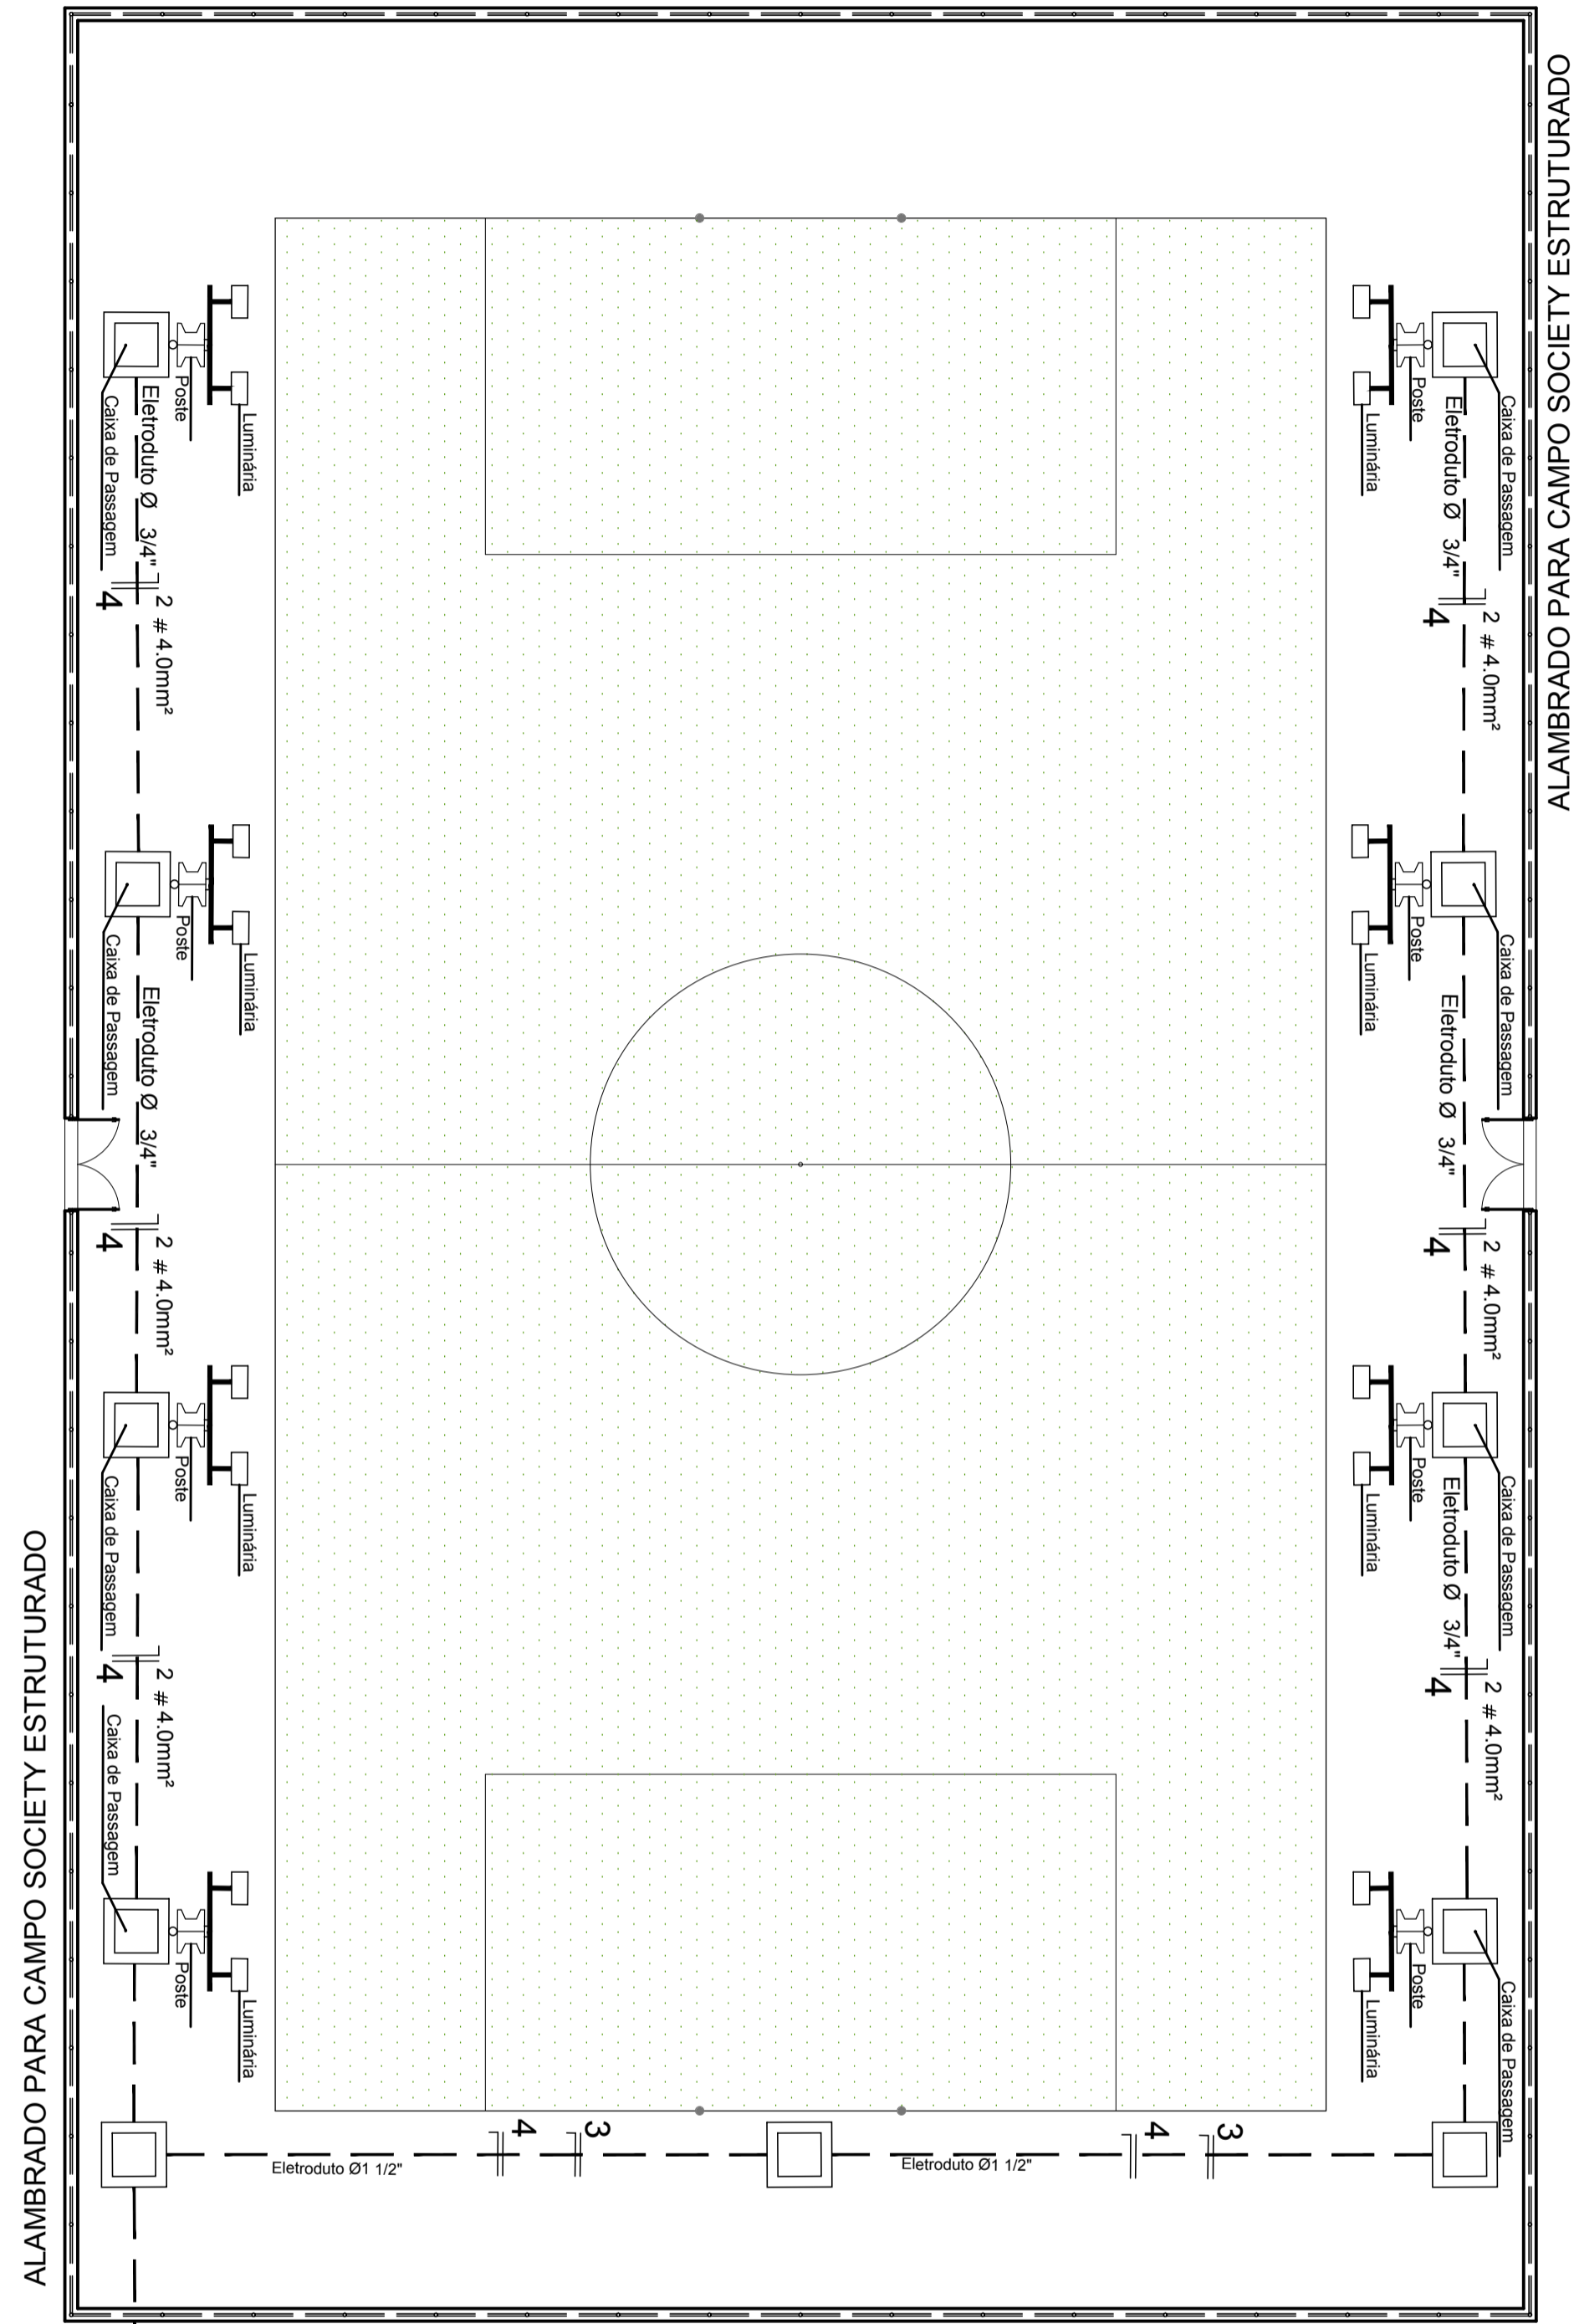 ALAMBRADO PARA CAMPO SOCIETY ESTRUTURADO
Caixa de Passagem
Eletroduto Ø 3/4"
Poste
Luminária
2 # 4.0mm²
4
Caixa de Passagem
Eletroduto Ø 3/4"
Poste
Luminária
2 # 4.0mm²
4
Caixa de Passagem
Eletroduto Ø 3/4"
Poste
Luminária
2 # 4.0mm²
4
Caixa de Passagem
Poste
Luminária
Luminária
Poste
Eletroduto Ø 3/4"
Caixa de Passagem
2 # 4.0mm²
4
Luminária
Poste
Eletroduto Ø 3/4"
Caixa de Passagem
2 # 4.0mm²
4
Luminária
Poste
Caixa de Passagem
2 # 4.0mm²
4
Caixa de Passagem
Poste
Luminária
4
3
Eletroduto Ø1 1/2"
4
3
Eletroduto Ø1 1/2"
ALAMBRADO PARA CAMPO SOCIETY ESTRUTURADO